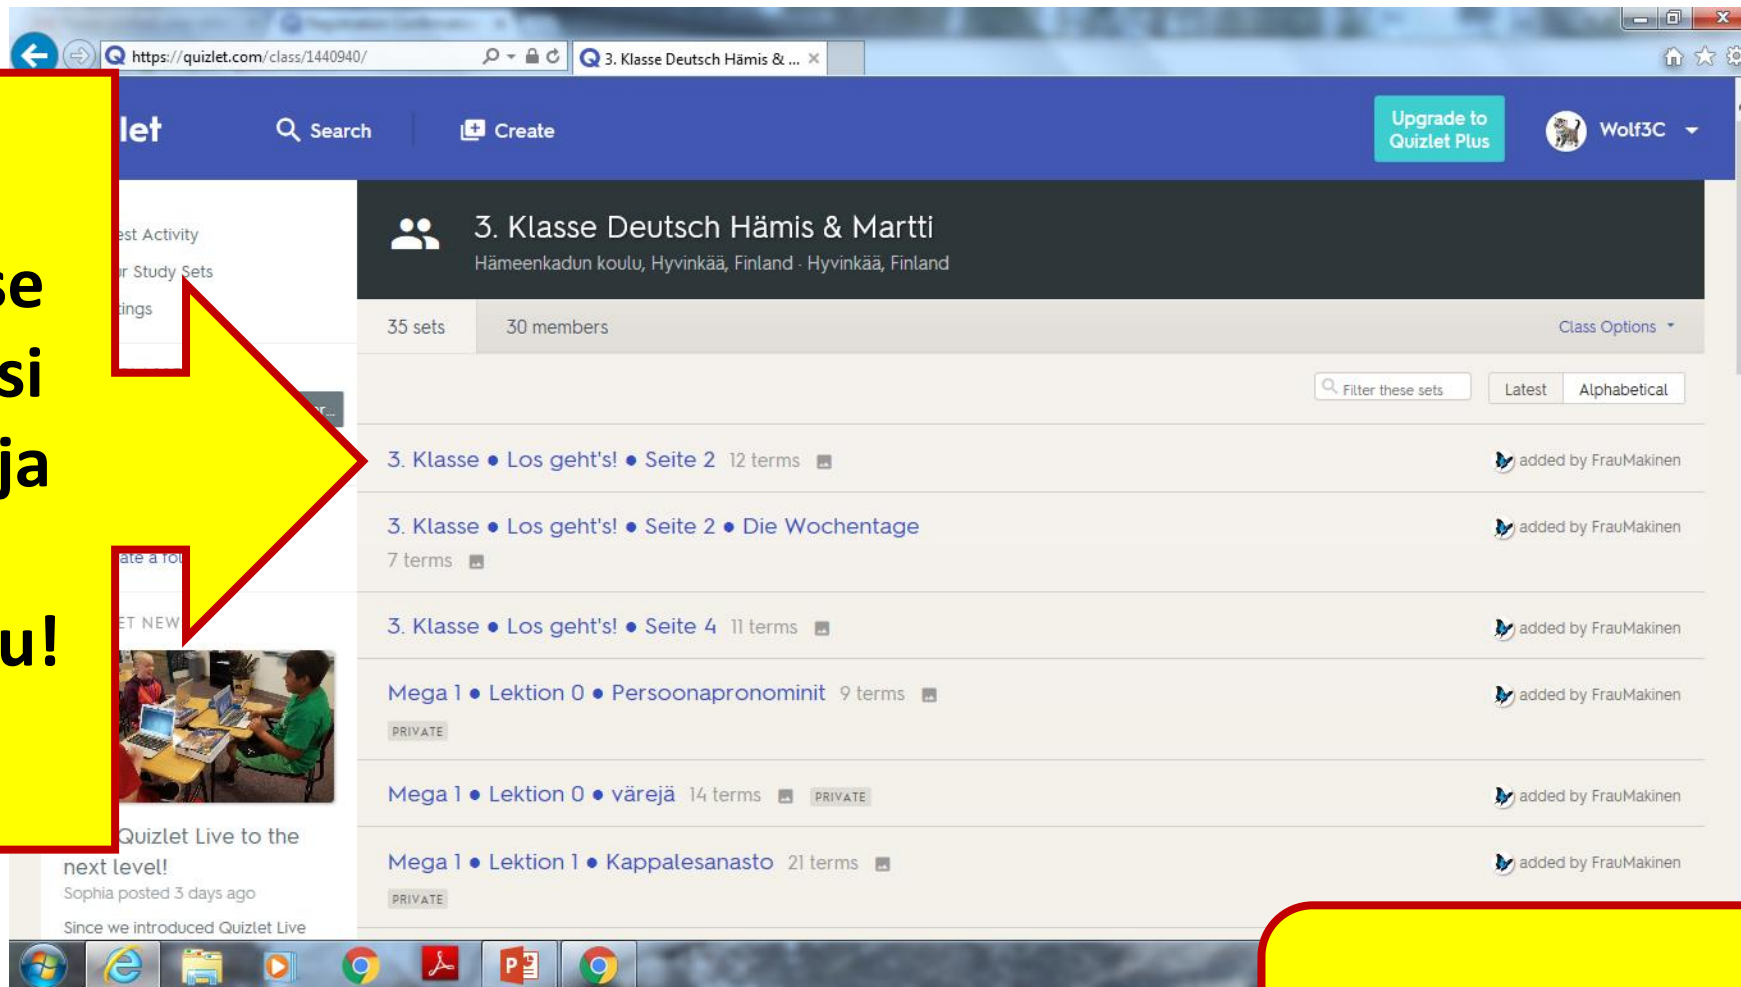 https://quizlet.com/class/1440940/
3. Klasse Deutsch Hämis & ...
Search
Create
Upgrade to
Quizlet Plus
Wolf3C
3. Klasse Deutsch Hämis & Martti
Hämeenkadun koulu, Hyvinkää, Finland · Hyvinkää, Finland
35 sets
30 members
Class Options
Filter these sets
Latest
Alphabetical
Activity
Study Sets
ja
3. Klasse ● Los geht's! ● Seite 2 12 terms
added by FrauMakinen
3. Klasse ● Los geht's! ● Seite 2 ● Die Wochentage
7 terms
added by FrauMakinen
3. Klasse ● Los geht's! ● Seite 4 11 terms
added by FrauMakinen
Mega 1 ● Lektion 0 ● Persoonapronominit 9 terms
PRIVATE
added by FrauMakinen
Mega 1 ● Lektion 0 ● värejä 14 terms PRIVATE
added by FrauMakinen
Mega 1 ● Lektion 1 ● Kappalesanasto 21 terms
PRIVATE
added by FrauMakinen
Quizlet Live to the
next level!
Sophia posted 3 days ago
Since we introduced Quizlet Live